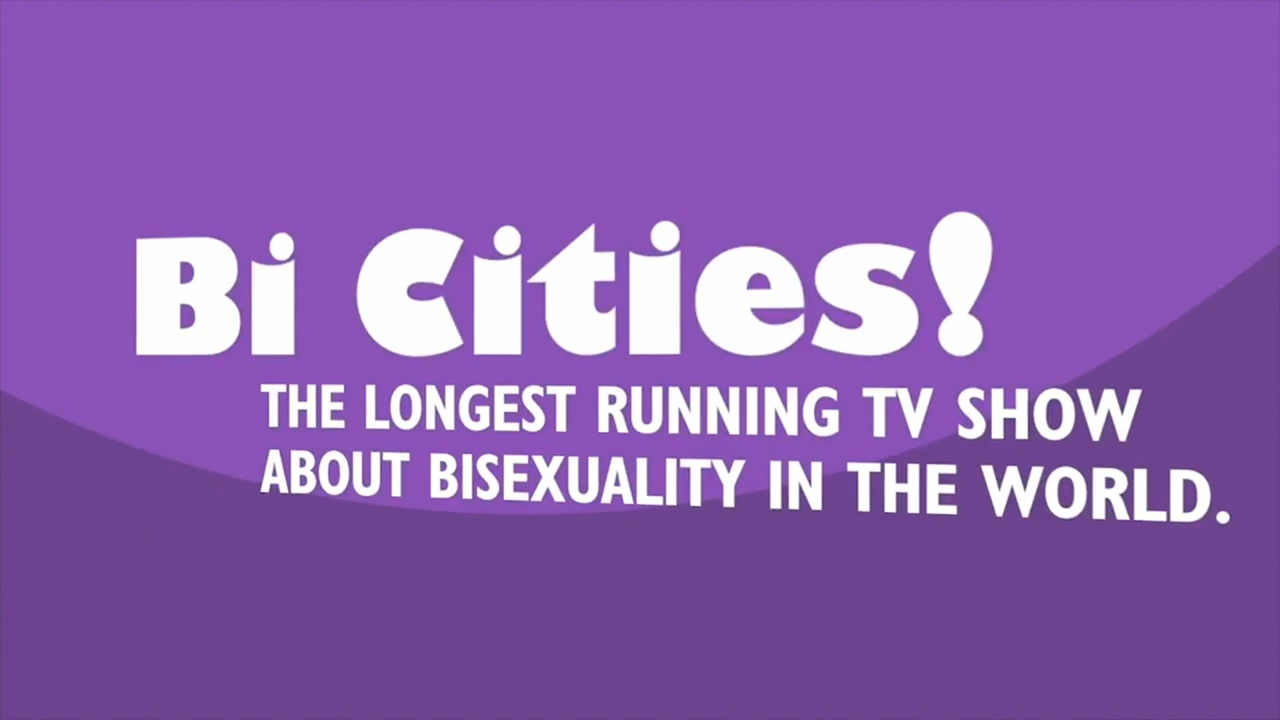 Bi Cities!
THE LONGEST RUNNING TV SHOW
ABOUT BISEXUALITY IN THE WORLD.